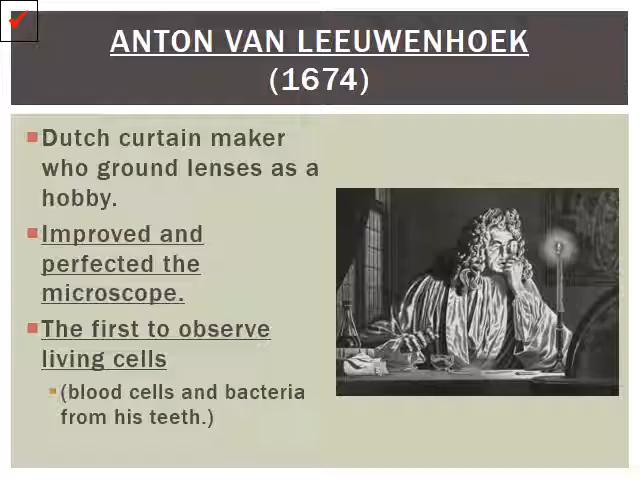 ANTON VAN LEEUWENHOEK
(1674)
Dutch curtain maker
who ground lenses as a
hobby.
Improved and
perfected the
microscope.
The first to observe
living cells
(blood cells and bacteria
from his teeth.)